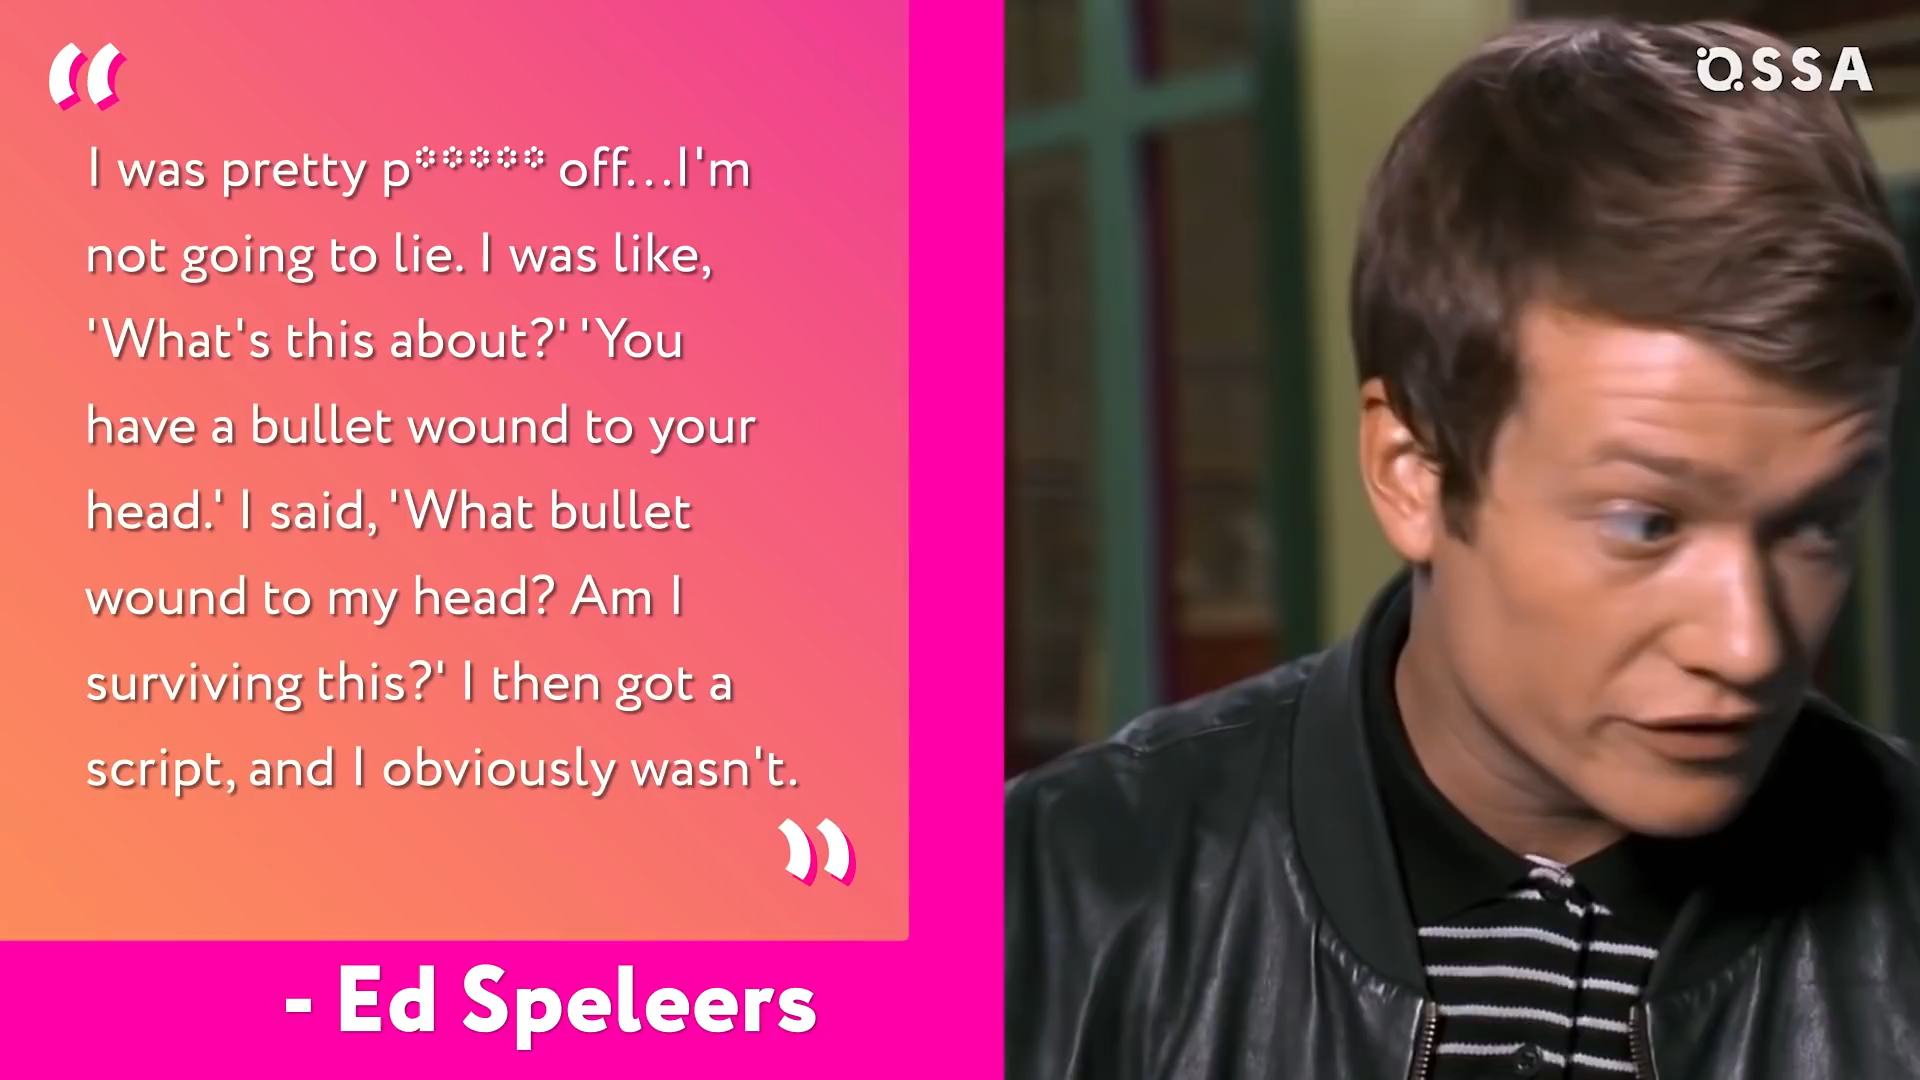 “
I was pretty p***** off...I'm
not going to lie. I was like,
'What's this about?' 'You
have a bullet wound to your
head.' I said, 'What bullet
wound to my head? Am I
surviving this?' I then got a
script, and I obviously wasn't.
”
- Ed Speleers
OSSA